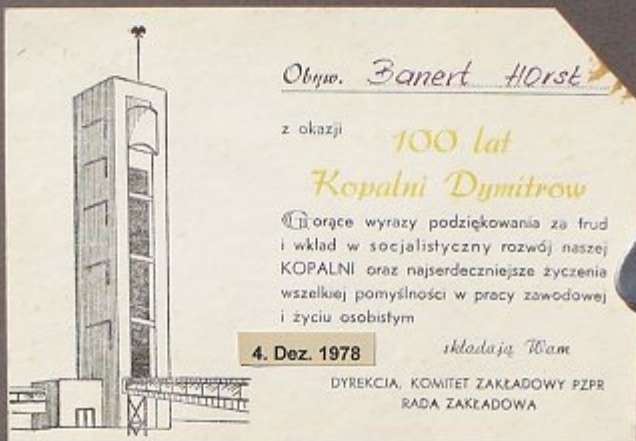 Obyw. Banert Horst
z okazji
100 lat
Kopalni Dymitrow
Gorące wyrazy podziękowania za trud
i wkład w socjalistyczny rozwój naszej
KOPALNI oraz najserdeczniejsze życzenia
wszelkiej pomyślności w pracy zawodowej
i życiu osobistym
składają Wam
4. Dez. 1978
DYREKCJA, KOMITET ZAKŁADOWY PZPR
RADA ZAKŁADOWA